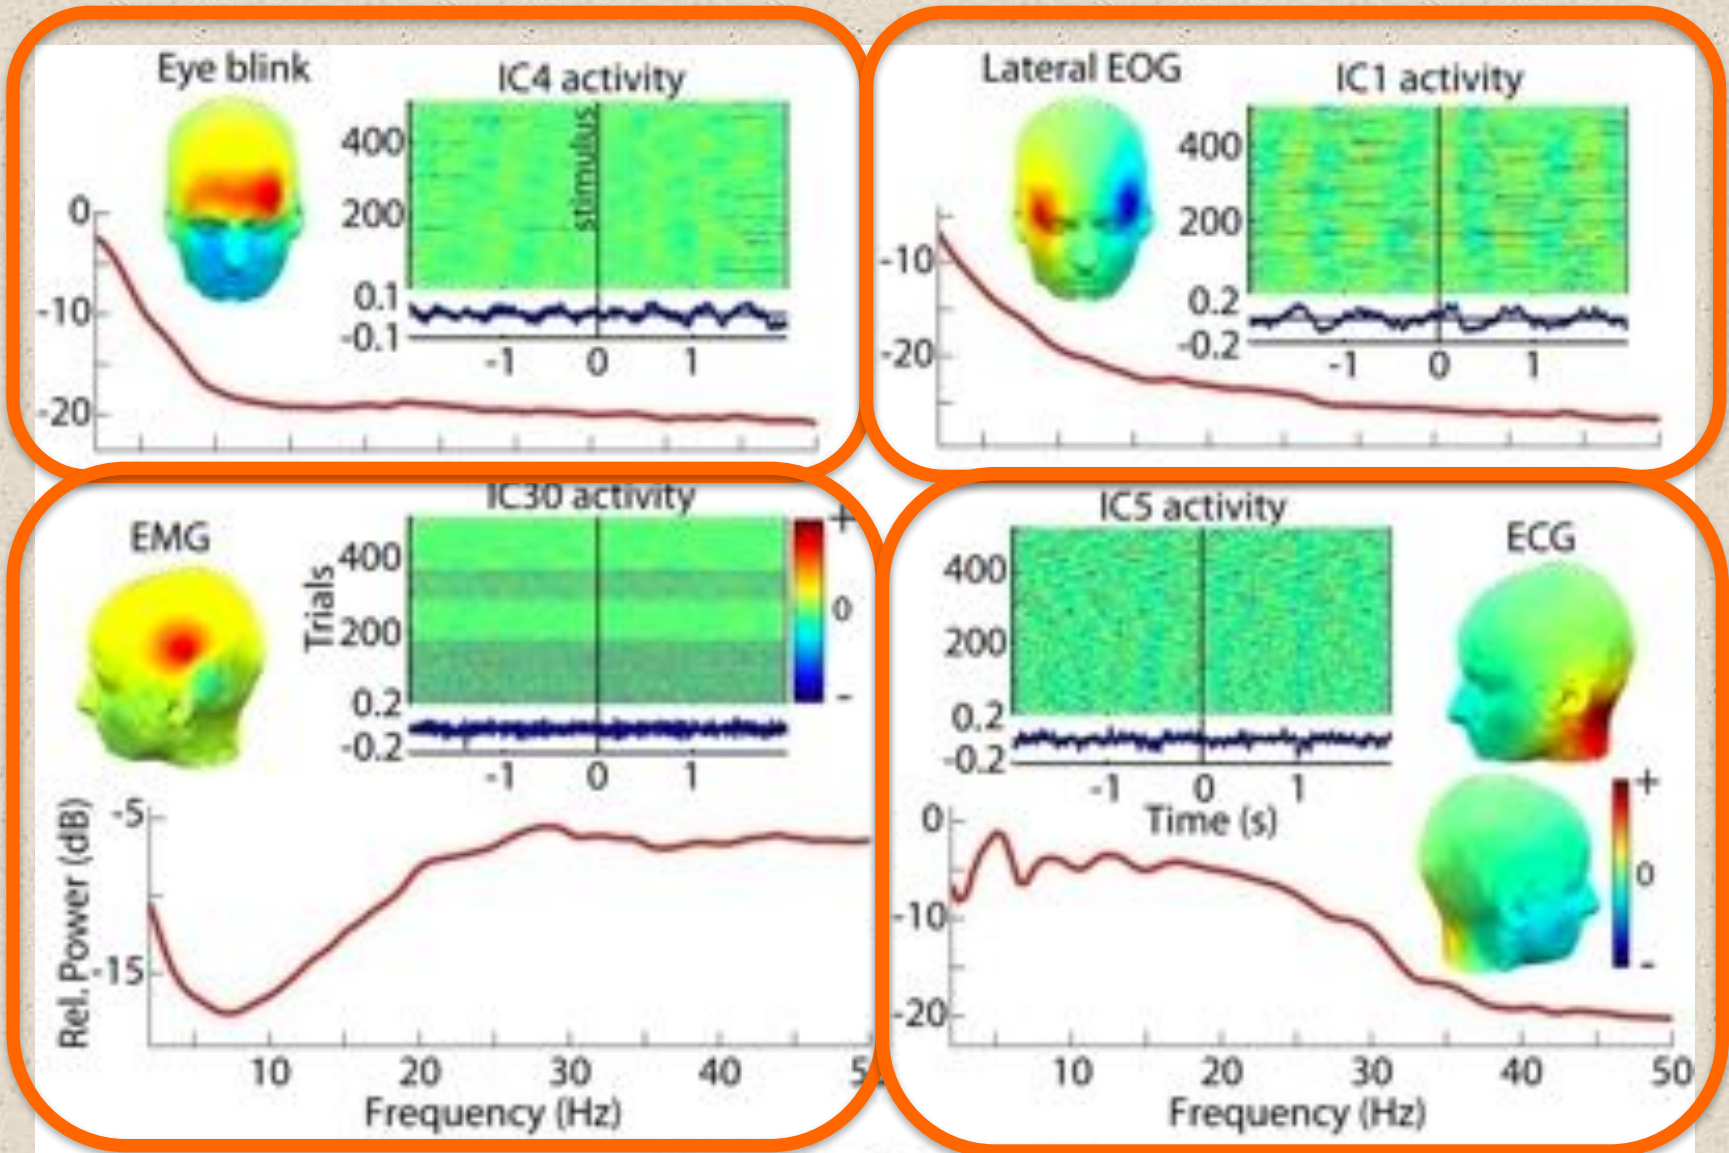 Eye blink
IC4 activity
400
200
stimulus
0
-10
-20
0.1
-0.1
-1 0 1
Lateral EOG
IC1 activity
400
200
-10
-20
0.2
-0.2
-1 0 1
EMG
IC30 activity
Trials
400
200
0.2
-0.2
-1 0 1
+
0
-
Rel. Power (dB)
-5
-15
10 20 30 40
Frequency (Hz)
IC5 activity
ECG
400
200
0.2
-0.2
-1 0 1
Time (s)
+
0
-
0
-10
-20
10 20 30 40 50
Frequency (Hz)